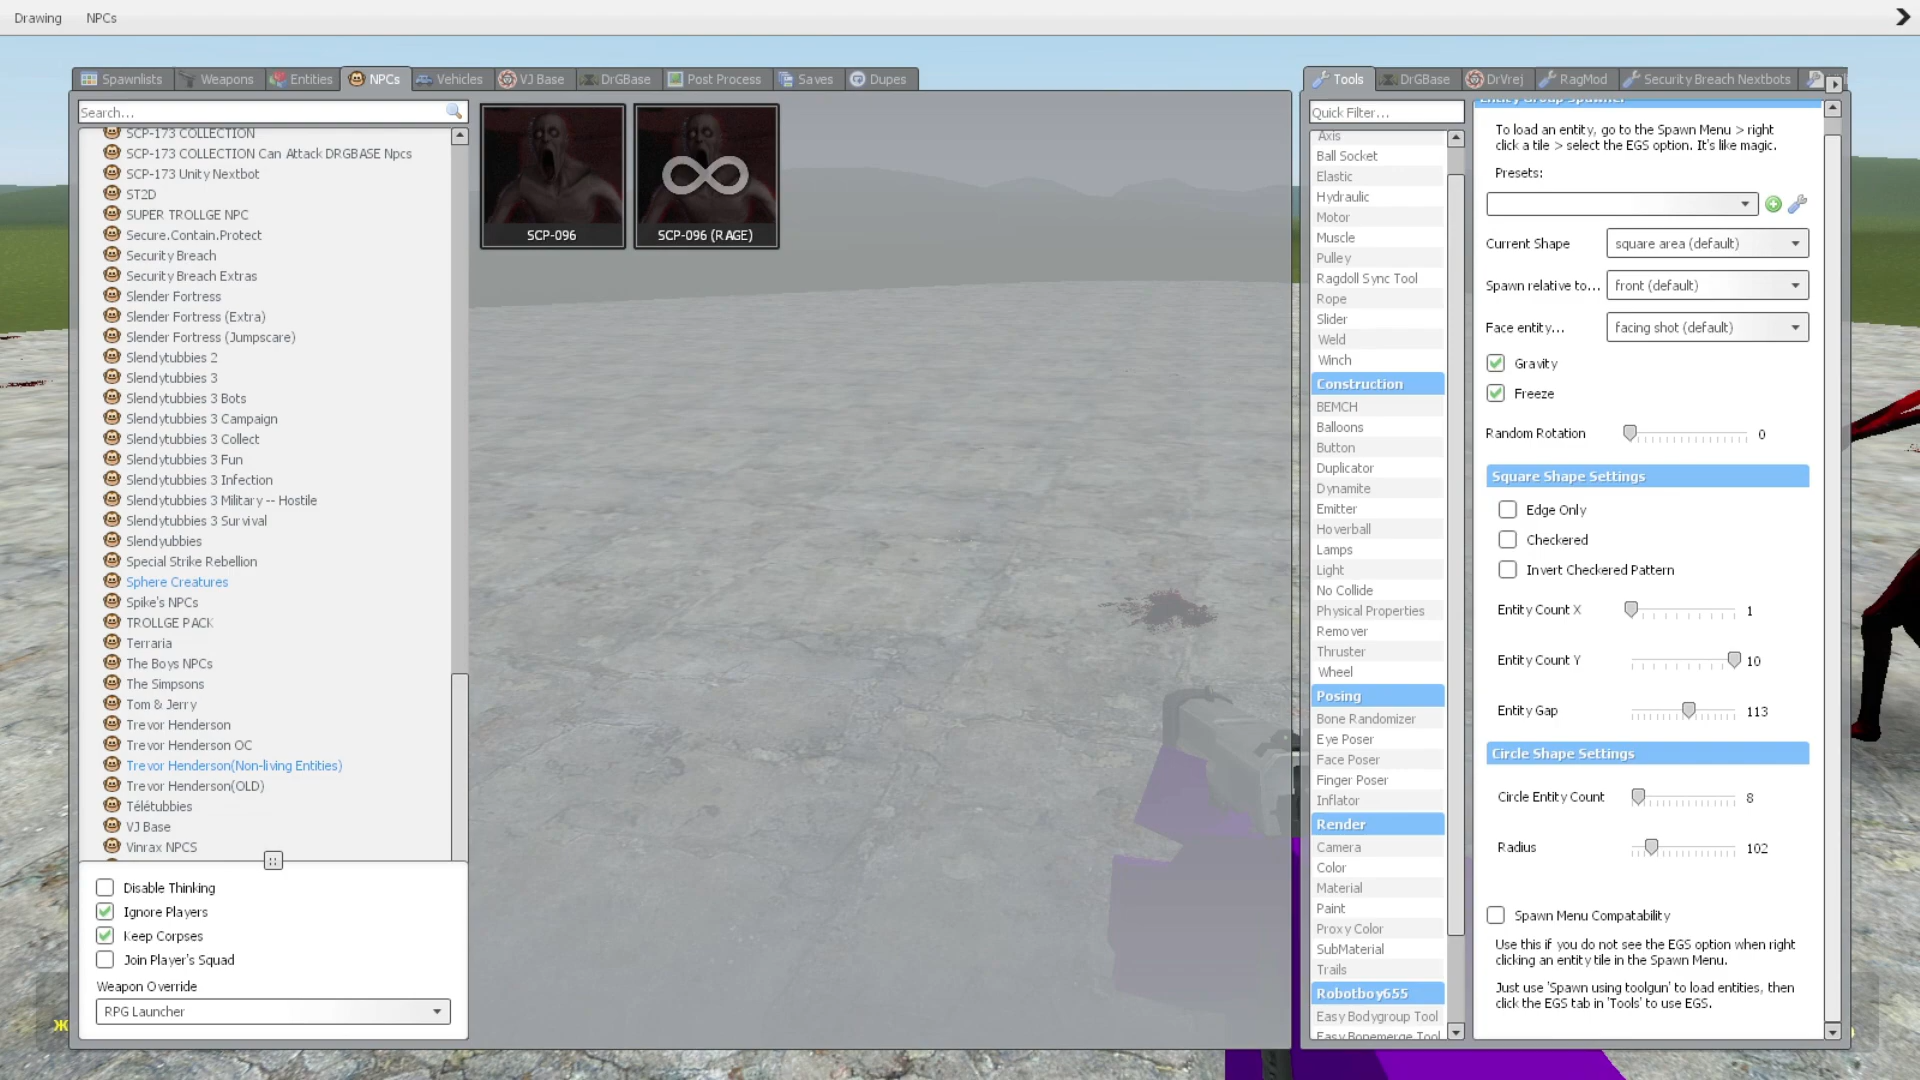 Drawing
NPCs
Spawnlists
Weapons
Entities
NPCs
Vehicles
VJ Base
DrGBase
Post Process
Saves
Dupes
Search...
SCP-173 COLLECTION
SCP-173 COLLECTION Can Attack DRGBASE Npcs
SCP-173 Unity Nextbot
ST2D
SUPER TROLLGE NPC
Secure.Contain.Protect
Security Breach
Security Breach Extras
Slender Fortress
Slender Fortress (Extra)
Slender Fortress (Jumpscare)
Slendytubbies 2
Slendytubbies 3
Slendytubbies 3 Bots
Slendytubbies 3 Campaign
Slendytubbies 3 Collect
Slendytubbies 3 Fun
Slendytubbies 3 Infection
Slendytubbies 3 Military -- Hostile
Slendytubbies 3 Survival
Slendyubbies
Special Strike Rebellion
Sphere Creatures
Spike's NPCs
TROLLGE PACK
Terraria
The Boys NPCs
The Simpsons
Tom & Jerry
Trevor Henderson
Trevor Henderson OC
Trevor Henderson(Non-living Entities)
Trevor Henderson(OLD)
Télétubbies
VJ Base
Vinrax NPCS
Disable Thinking
Ignore Players
Keep Corpses
Join Player's Squad
Weapon Override
RPG Launcher
SCP-096
SCP-096 (RAGE)
Tools
DrGBase
DrVrej
RagMod
Security Breach Nextbots
Quick Filter...
Axis
Ball Socket
Elastic
Hydraulic
Motor
Muscle
Pulley
Ragdoll Sync Tool
Rope
Slider
Weld
Winch
Construction
BEMCH
Balloons
Button
Duplicator
Dynamite
Emitter
Hoverball
Lamps
Light
No Collide
Physical Properties
Remover
Thruster
Wheel
Posing
Bone Randomizer
Eye Poser
Face Poser
Finger Poser
Inflator
Render
Camera
Color
Material
Paint
Proxy Color
SubMaterial
Trails
Robotboy655
Easy Bodygroup Tool
Easy Bonemerge Tool
Entity Group Spawner
To load an entity, go to the Spawn Menu > right
click a tile > select the EGS option. It's like magic.
Presets:
Current Shape
square area (default)
Spawn relative to...
front (default)
Face entity...
facing shot (default)
Gravity
Freeze
Random Rotation
0
Square Shape Settings
Edge Only
Checkered
Invert Checkered Pattern
Entity Count X
1
Entity Count Y
10
Entity Gap
113
Circle Shape Settings
Circle Entity Count
8
Radius
102
Spawn Menu Compatability
Use this if you do not see the EGS option when right
clicking an entity tile in the Spawn Menu.
Just use 'Spawn using toolgun' to load entities, then
click the EGS tab in 'Tools' to use EGS.